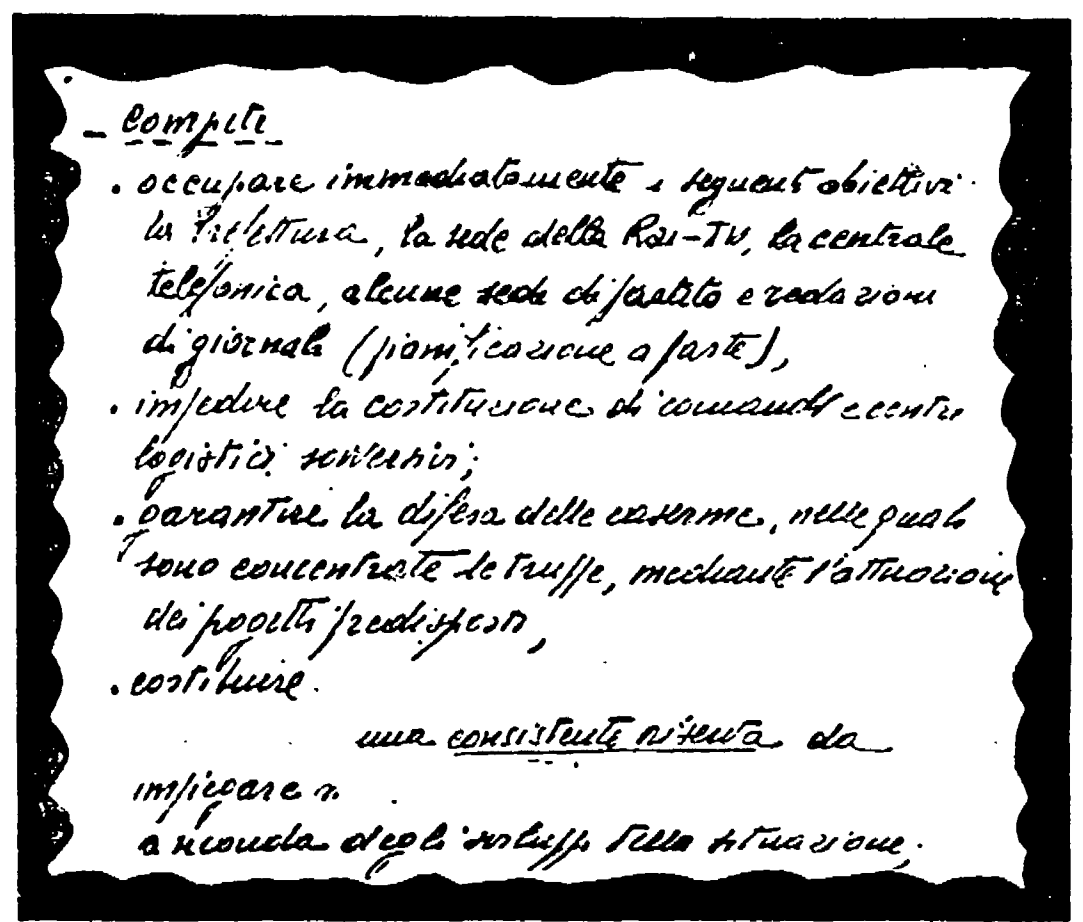 - Compiti
. occupare immediatamente i seguenti obiettivi
la Prefettura, la sede della Rai-TV, la centrale
telefonica, alcune sedi di partito e redazioni
di giornali (pianificazione a parte),
. impedire la costituzione di comandi e centri
logistici sovversivi;
. garantire la difesa delle caserme, nelle quali
sono concentrate le truppe, mediante l'attuazione
dei progetti predisposti,
. costituire
una consistente riserva da
impiegare
a seconda degli sviluppi della situazione;